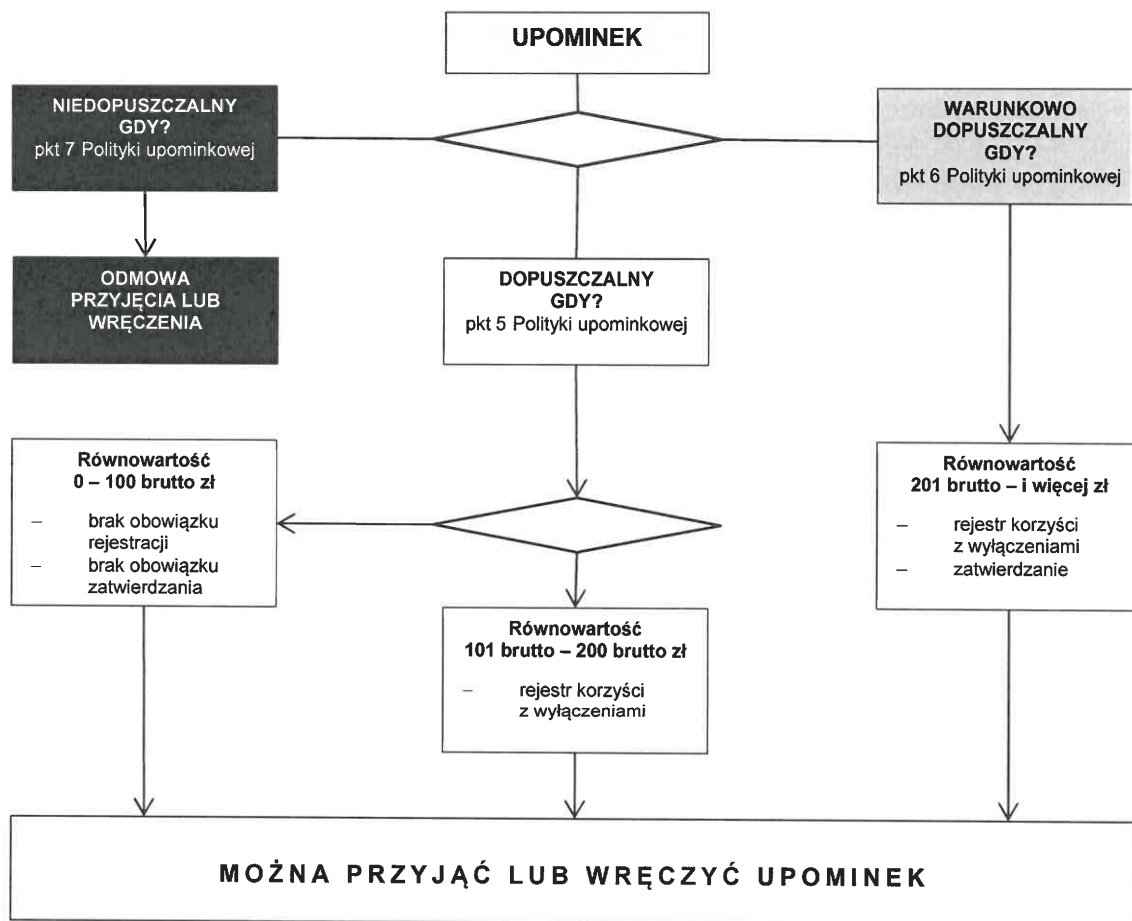 UPOMINEK
NIEDOPUSZCZALNY
GDY?
pkt 7 Polityki upominkowej
WARUNKOWO
DOPUSZCZALNY
GDY?
pkt 6 Polityki upominkowej
ODMOWA
PRZYJĘCIA LUB
WRĘCZENIA
DOPUSZCZALNY
GDY?
pkt 5 Polityki upominkowej
Równowartość
0 – 100 brutto zł
– brak obowiązku
rejestracji
– brak obowiązku
zatwierdzania
Równowartość
201 brutto – i więcej zł
– rejestr korzyści
z wyłączeniami
– zatwierdzanie
Równowartość
101 brutto – 200 brutto zł
– rejestr korzyści
z wyłączeniami
MOŻNA PRZYJĄĆ LUB WRĘCZYĆ UPOMINEK